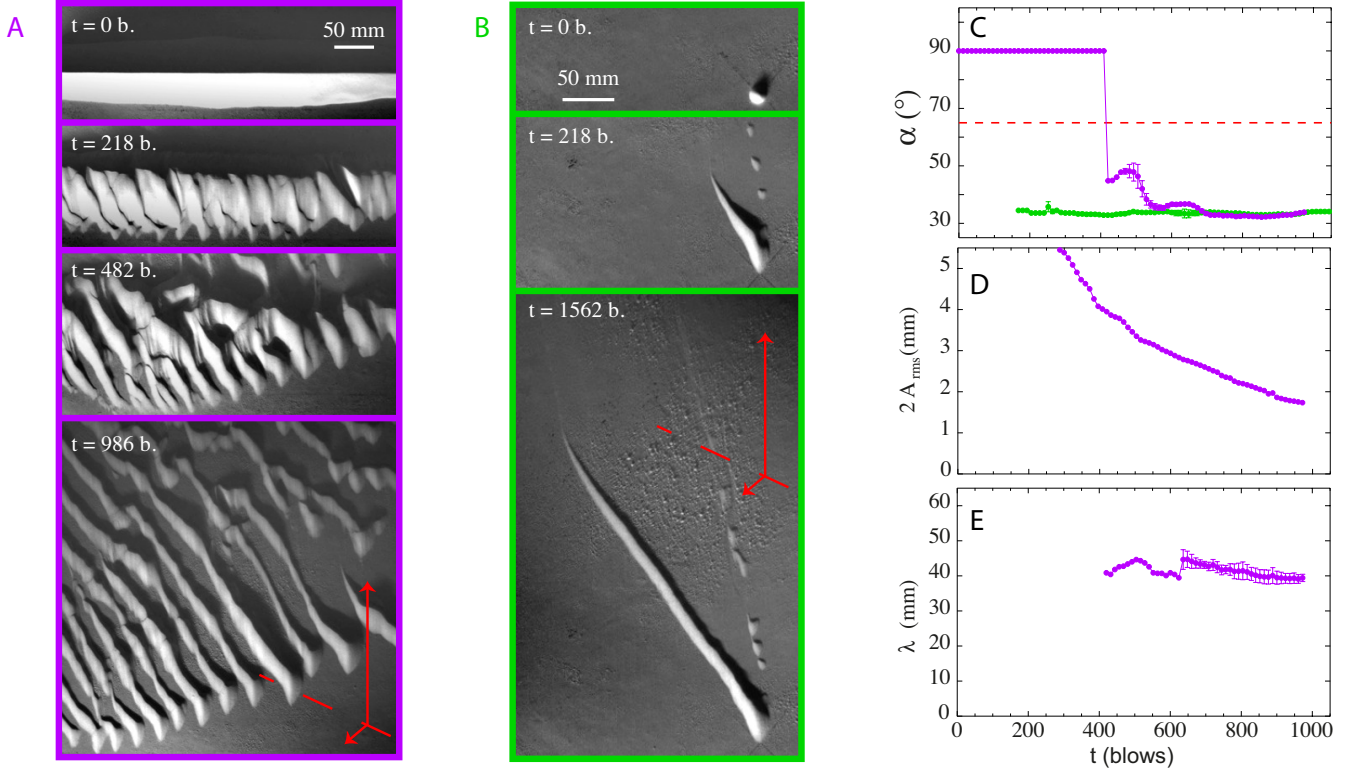 A
t = 0 b.
50 mm
t = 218 b.
t = 482 b.
t = 986 b.
B
t = 0 b.
50 mm
t = 218 b.
t = 1562 b.
C
α (°)
90
70
50
30
D
2 A rms (mm)
5
4
3
2
1
0
E
λ (mm)
60
50
40
30
20
10
0
0
200
400
600
800
1000
t (blows)